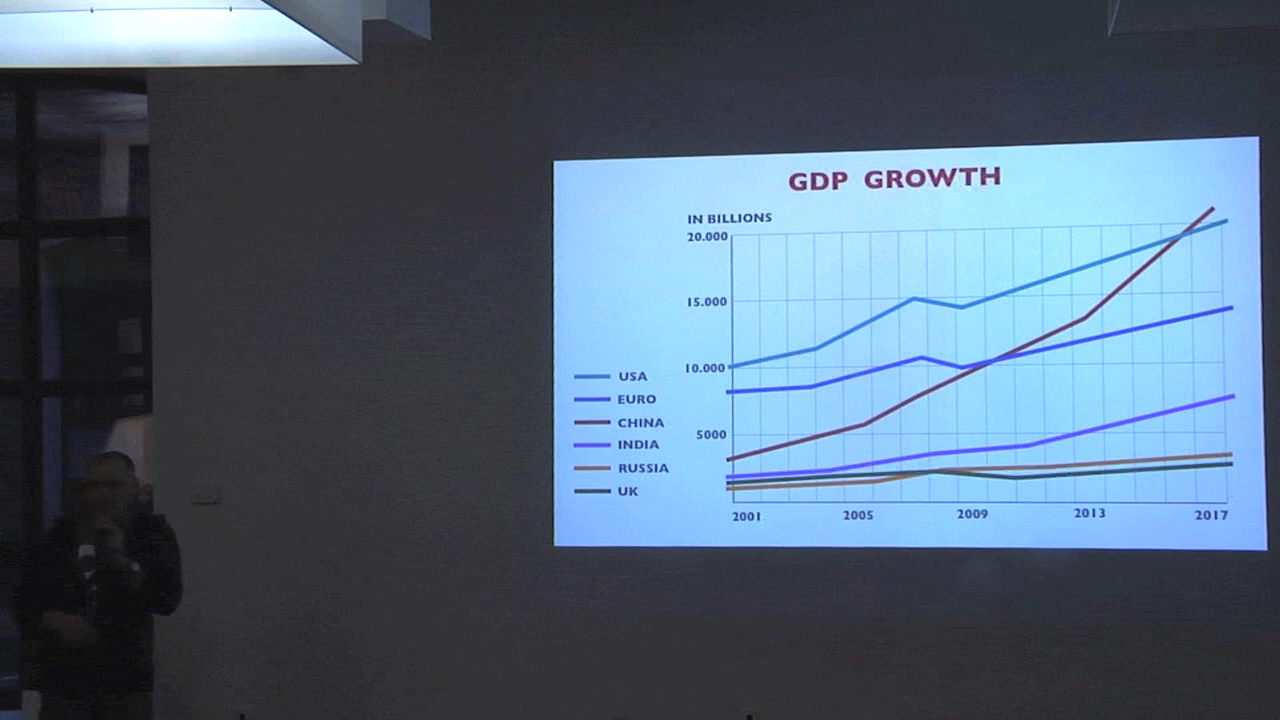 GDP GROWTH
IN BILLIONS
20.000
15.000
10.000
5000
USA
EURO
CHINA
INDIA
RUSSIA
UK
2001 2005 2009 2013 2017